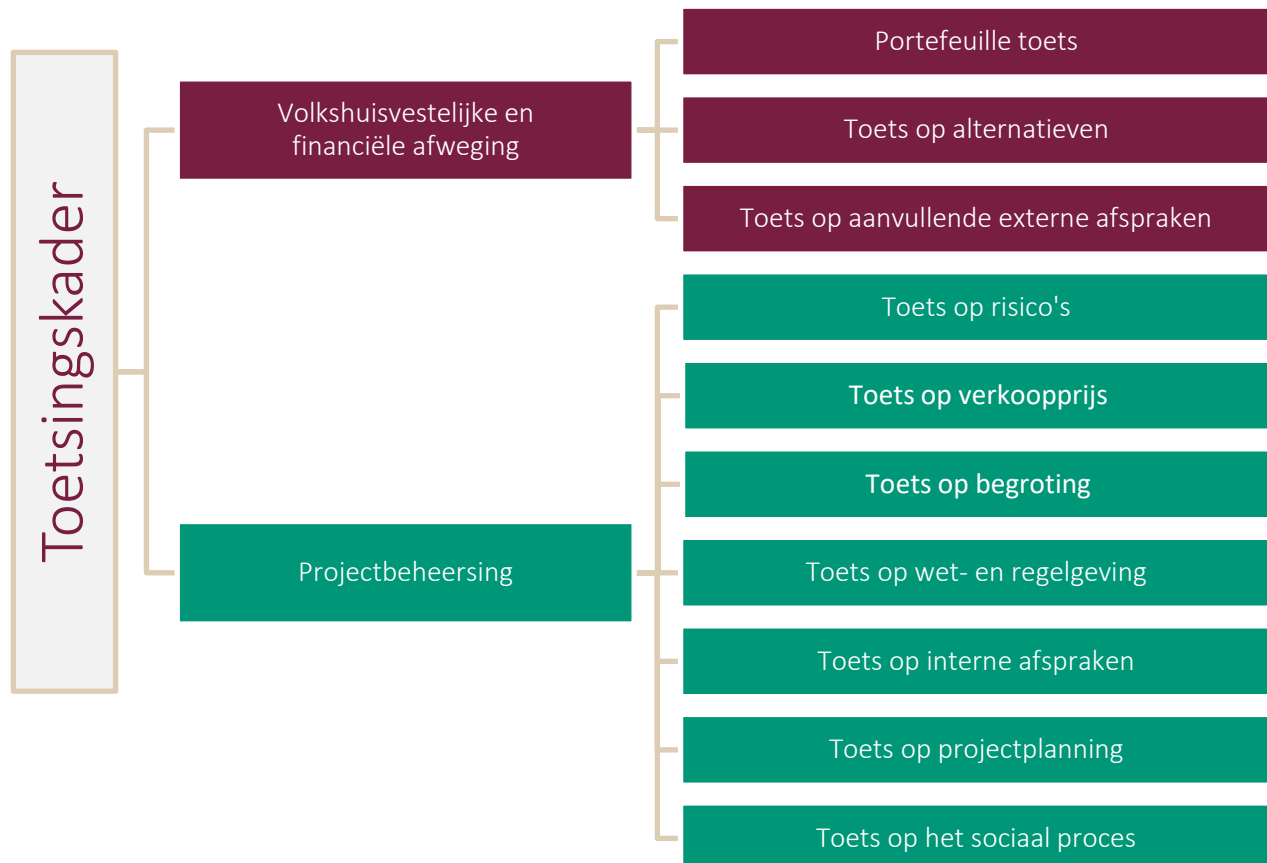 Toetsingskader
Volkshuisvestelijke en
financiële afweging
Portefeuille toets
Toets op alternatieven
Toets op aanvullende externe afspraken
Projectbeheersing
Toets op risico's
Toets op verkoopprijs
Toets op begroting
Toets op wet- en regelgeving
Toets op interne afspraken
Toets op projectplanning
Toets op het sociaal proces